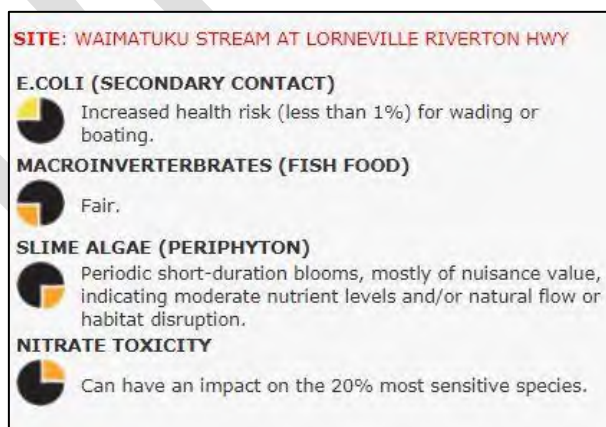 SITE: WAIMATUKU STREAM AT LORNEVILLE RIVERTON HWY
E.COLI (SECONDARY CONTACT)
Increased health risk (less than 1%) for wading or
boating.
MACROINVERTERBRATES (FISH FOOD)
Fair.
SLIME ALGAE (PERIPHYTON)
Periodic short-duration blooms, mostly of nuisance value,
indicating moderate nutrient levels and/or natural flow or
habitat disruption.
NITRATE TOXICITY
Can have an impact on the 20% most sensitive species.